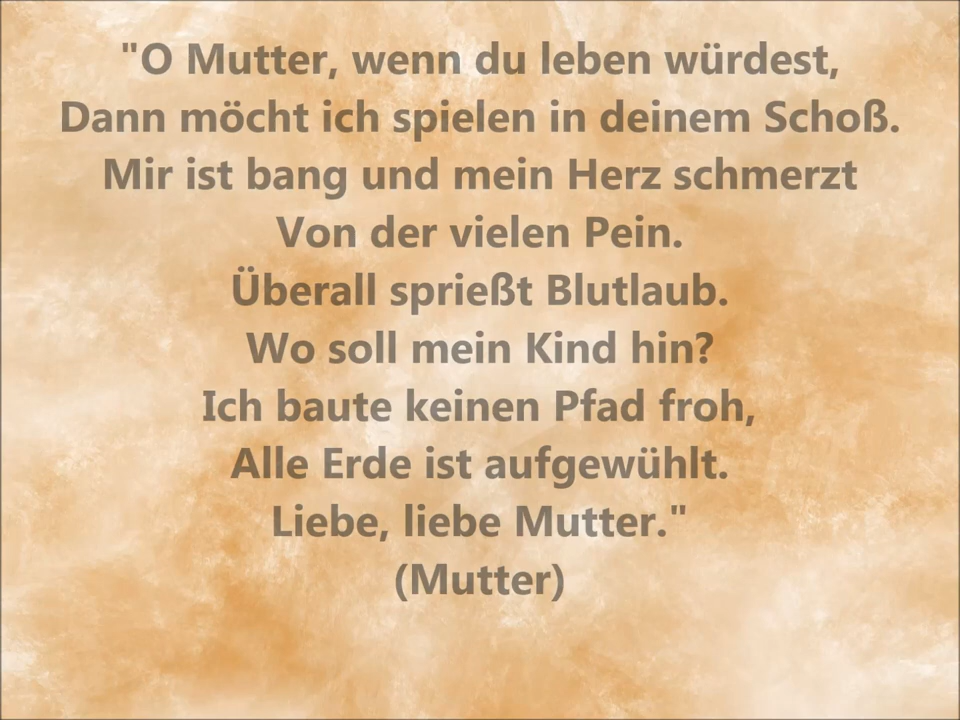 "O Mutter, wenn du leben würdest,
Dann möcht ich spielen in deinem Schoß.
Mir ist bang und mein Herz schmerzt
Von der vielen Pein.
Überall sprießt Blutlaub.
Wo soll mein Kind hin?
Ich baute keinen Pfad froh,
Alle Erde ist aufgewühlt.
Liebe, liebe Mutter."
(Mutter)